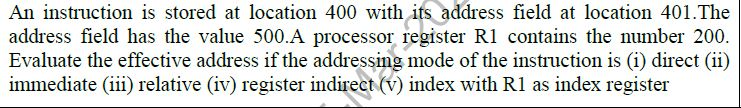 An instruction is stored at location 400 with its address field at location 401.The
address field has the value 500.A processor register R1 contains the number 200.
Evaluate the effective address if the addressing mode of the instruction is (i) direct (ii)
immediate (iii) relative (iv) register indirect (v) index with R1 as index register